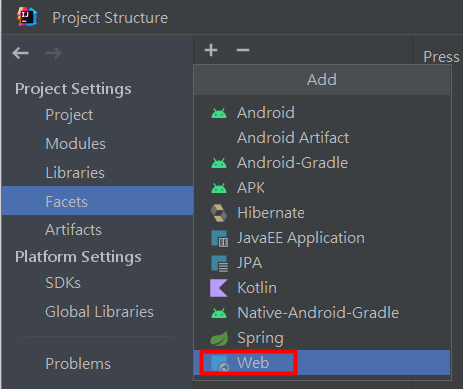 Project Structure
Project Settings
Project
Modules
Libraries
Facets
Artifacts
Platform Settings
SDKs
Global Libraries
Problems
Add
Android
Android Artifact
Android-Gradle
APK
Hibernate
JavaEE Application
JPA
Kotlin
Native-Android-Gradle
Spring
Web
Press